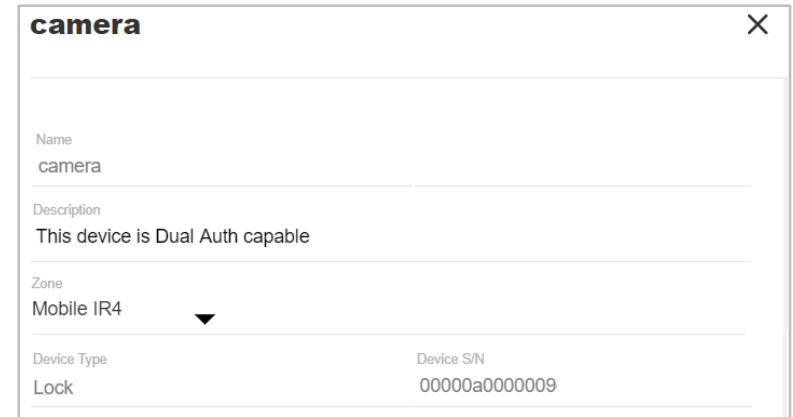 camera
Name
camera
Description
This device is Dual Auth capable
Zone
Mobile IR4
Device Type Device S/N
Lock 00000a0000009